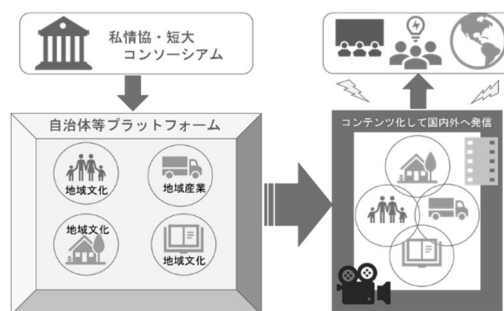 私情協・短大
コンソーシアム
自治体等プラットフォーム
地域文化
地域産業
地域文化
地域文化
コンテンツ化して国内外へ発信